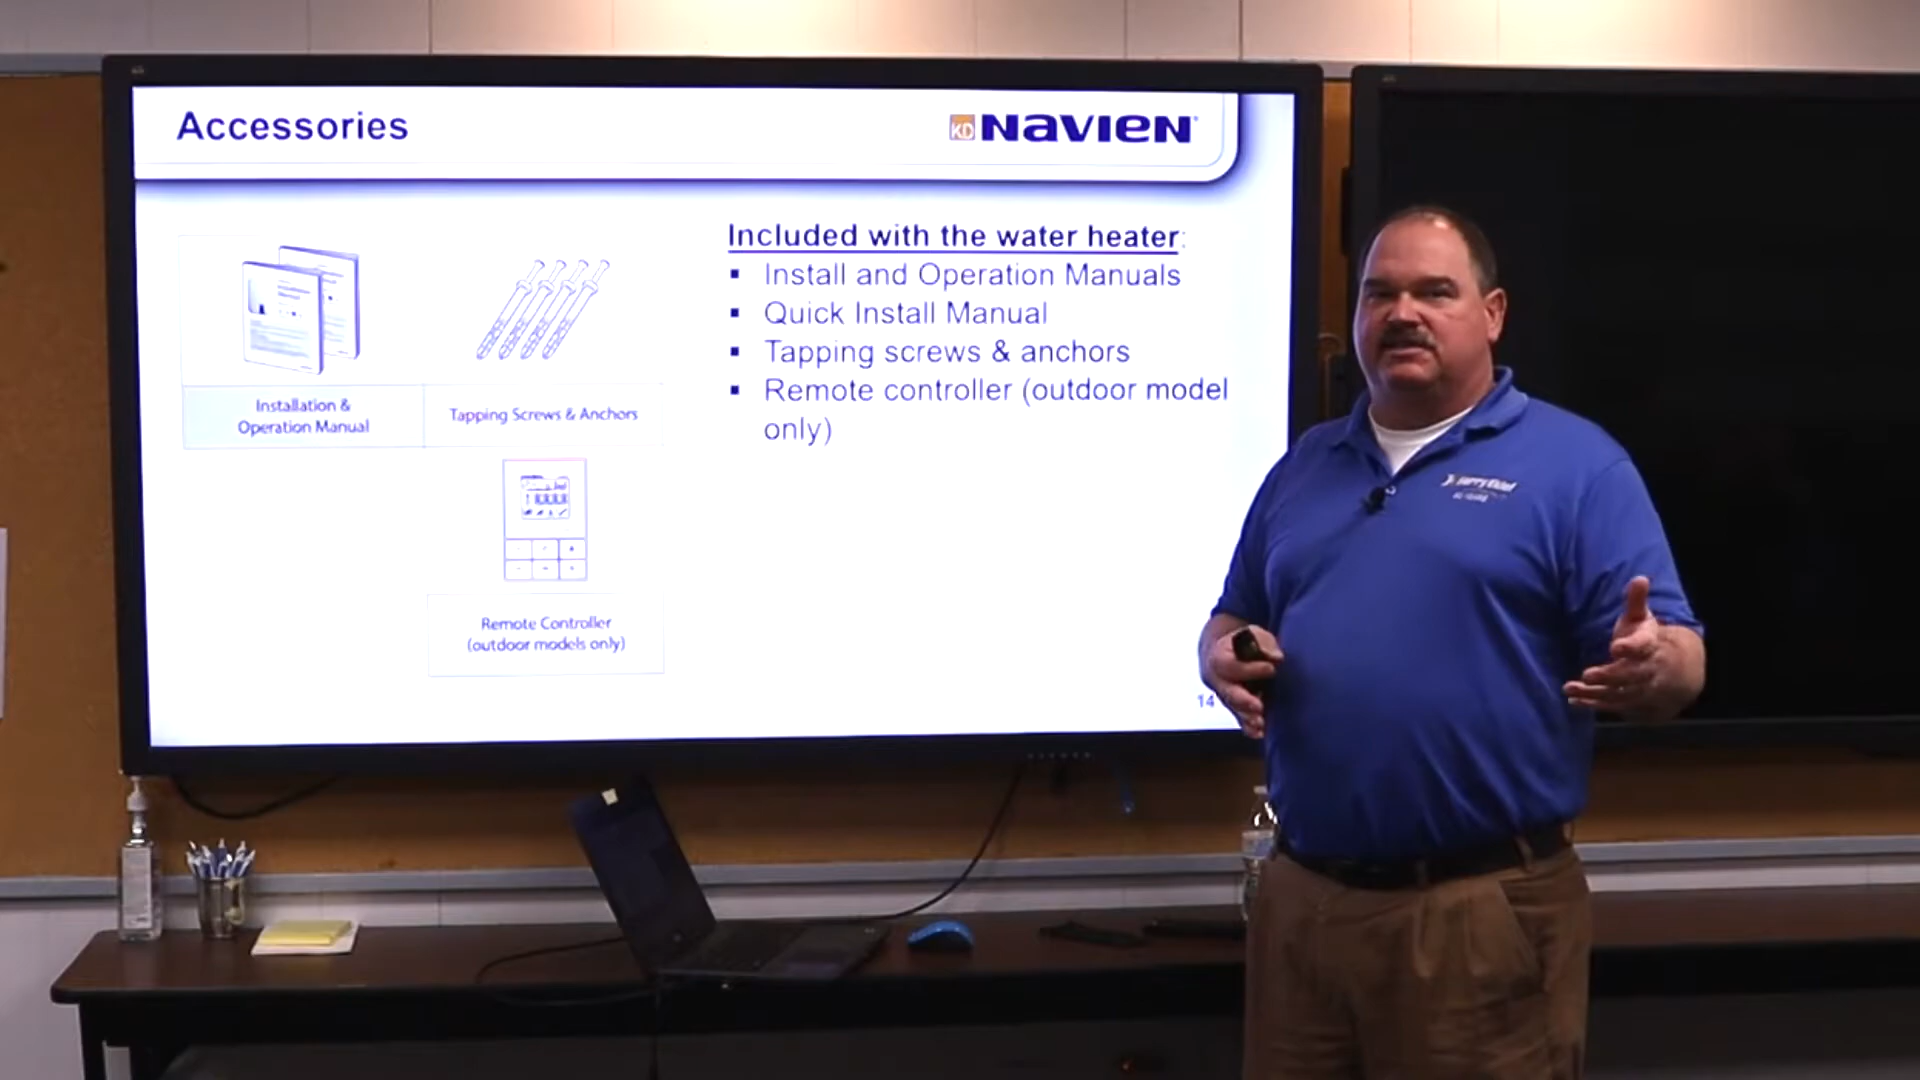 Accessories
KD NAVIEN
Included with the water heater:
▪ Install and Operation Manuals
▪ Quick Install Manual
▪ Tapping screws & anchors
▪ Remote controller (outdoor model
only)
Installation &
Operation Manual
Tapping Screws & Anchors
Remote Controller
(outdoor models only)
14